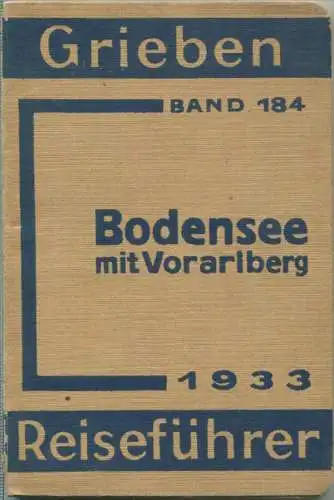 Grieben
BAND 184
Bodensee
mit Vorarlberg
1933
Reiseführer